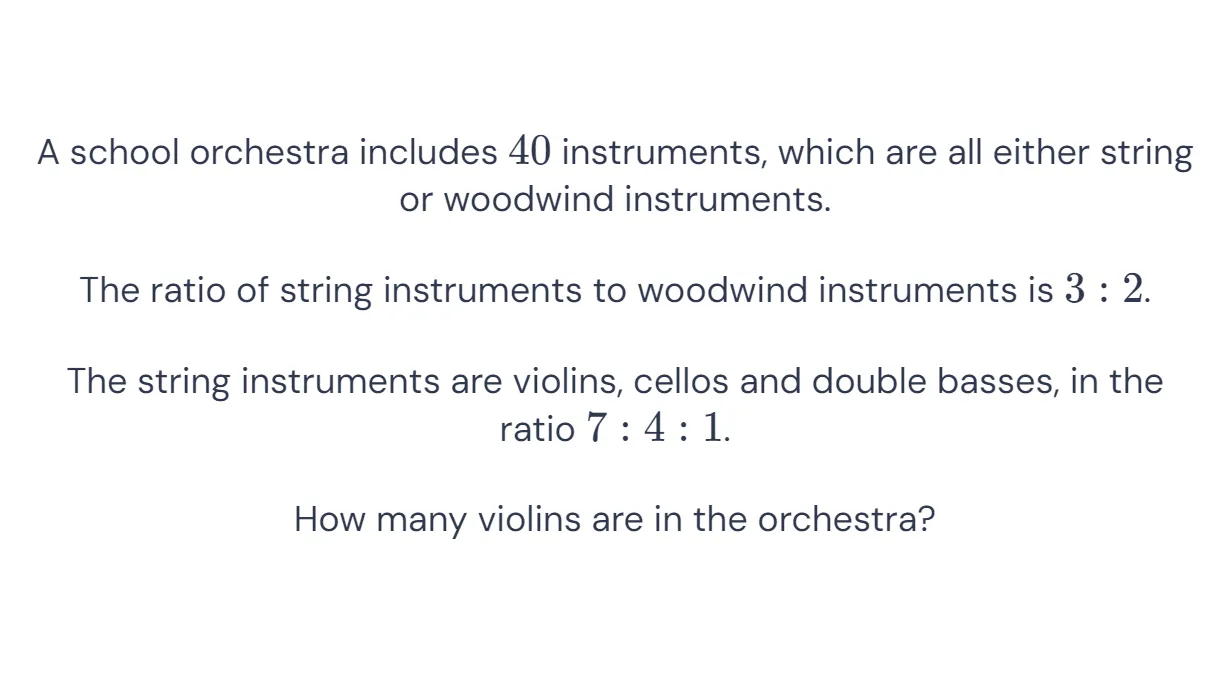 A school orchestra includes 40 instruments, which are all either string
or woodwind instruments.
The ratio of string instruments to woodwind instruments is 3 : 2.
The string instruments are violins, cellos and double basses, in the
ratio 7 : 4 : 1.
How many violins are in the orchestra?